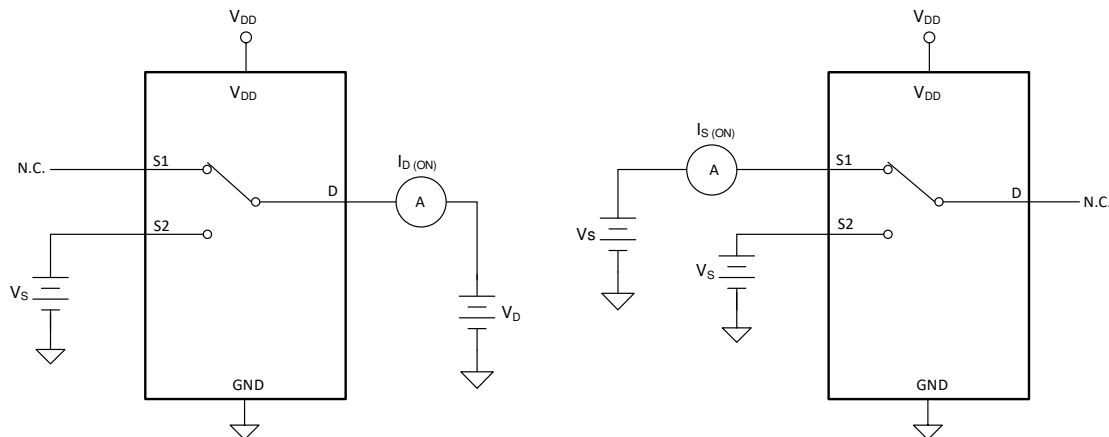 VDD
VDD
N.C.
S1
ID (ON)
A
D
S2
VS
VD
GND
VDD
VDD
IS (ON)
A
S1
D
N.C.
Vs
S2
VS
GND